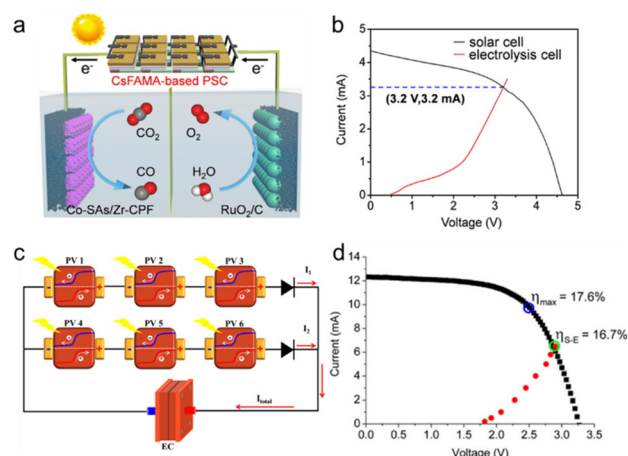 a
e-
e-
CsFAMA-based PSC
CO2
O2
CO
H2O
Co-SAs/Zr-CPF
RuO2/C
b
solar cell
electrolysis cell
(3.2 V,3.2 mA)
Current (mA)
5
4
3
2
1
0
0 1 2 3 4 5
Voltage (V)
c
PV 1 PV 2 PV 3
I1
PV 4 PV 5 PV 6
I2
Itotal
EC
d
ηmax = 17.6%
ηS-E = 16.7%
Current (mA)
14
12
10
8
6
4
2
0
0.0 0.5 1.0 1.5 2.0 2.5 3.0 3.5
Voltage (V)